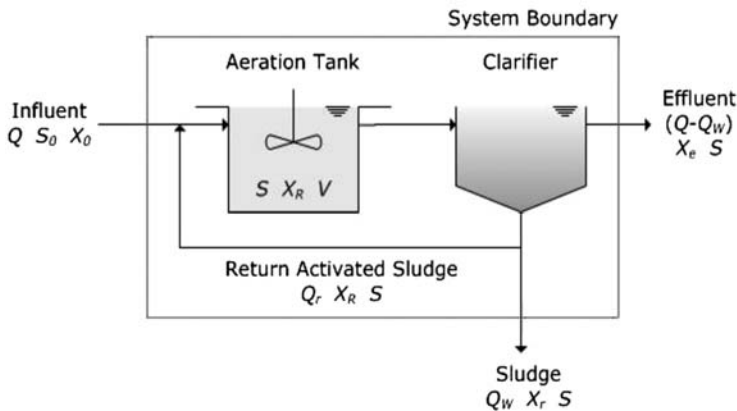 System Boundary
Aeration Tank
Clarifier
Influent
Q S0 X0
Effluent
(Q-QW)
Xe S
S XR V
Return Activated Sludge
Qr XR S
Sludge
QW Xr S